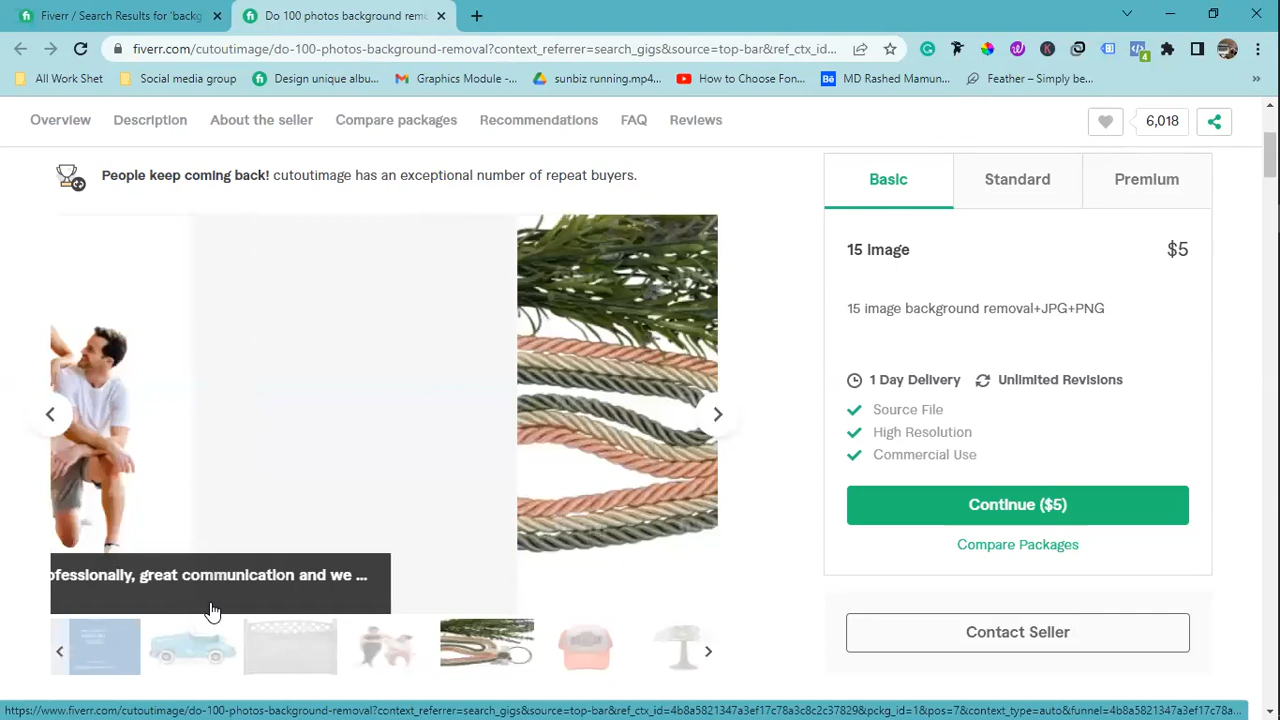 Fiverr / Search Results for 'backg
Do 100 photos background rem
fiverr.com/cutoutimage/do-100-photos-background-removal?context_referrer=search_gigs&source=top-bar&ref_ctx_id...
4
All Work Shet
Social media group
Design unique albu...
Graphics Module -...
sunbiz running.mp4...
How to Choose Fon...
MD Rashed Mamun...
Feather – Simply be...
Overview
Description
About the seller
Compare packages
Recommendations
FAQ
Reviews
6,018
People keep coming back! cutoutimage has an exceptional number of repeat buyers.
Basic
Standard
Premium
15 Image
$5
15 image background removal+JPG+PNG
1 Day Delivery
Unlimited Revisions
Source File
High Resolution
Commercial Use
Continue ($5)
Compare Packages
ofessionally, great communication and we ...
Contact Seller
https://www.fiverr.com/cutoutimage/do-100-photos-background-removal?context_referrer=search_gigs&source=top-bar&ref_ctx_id=4b8a5821347a3ef17c78a3c8c2c37829&pckg_id=1&pos=7&context_type=auto&funnel=4b8a5821347a3ef17c78a...